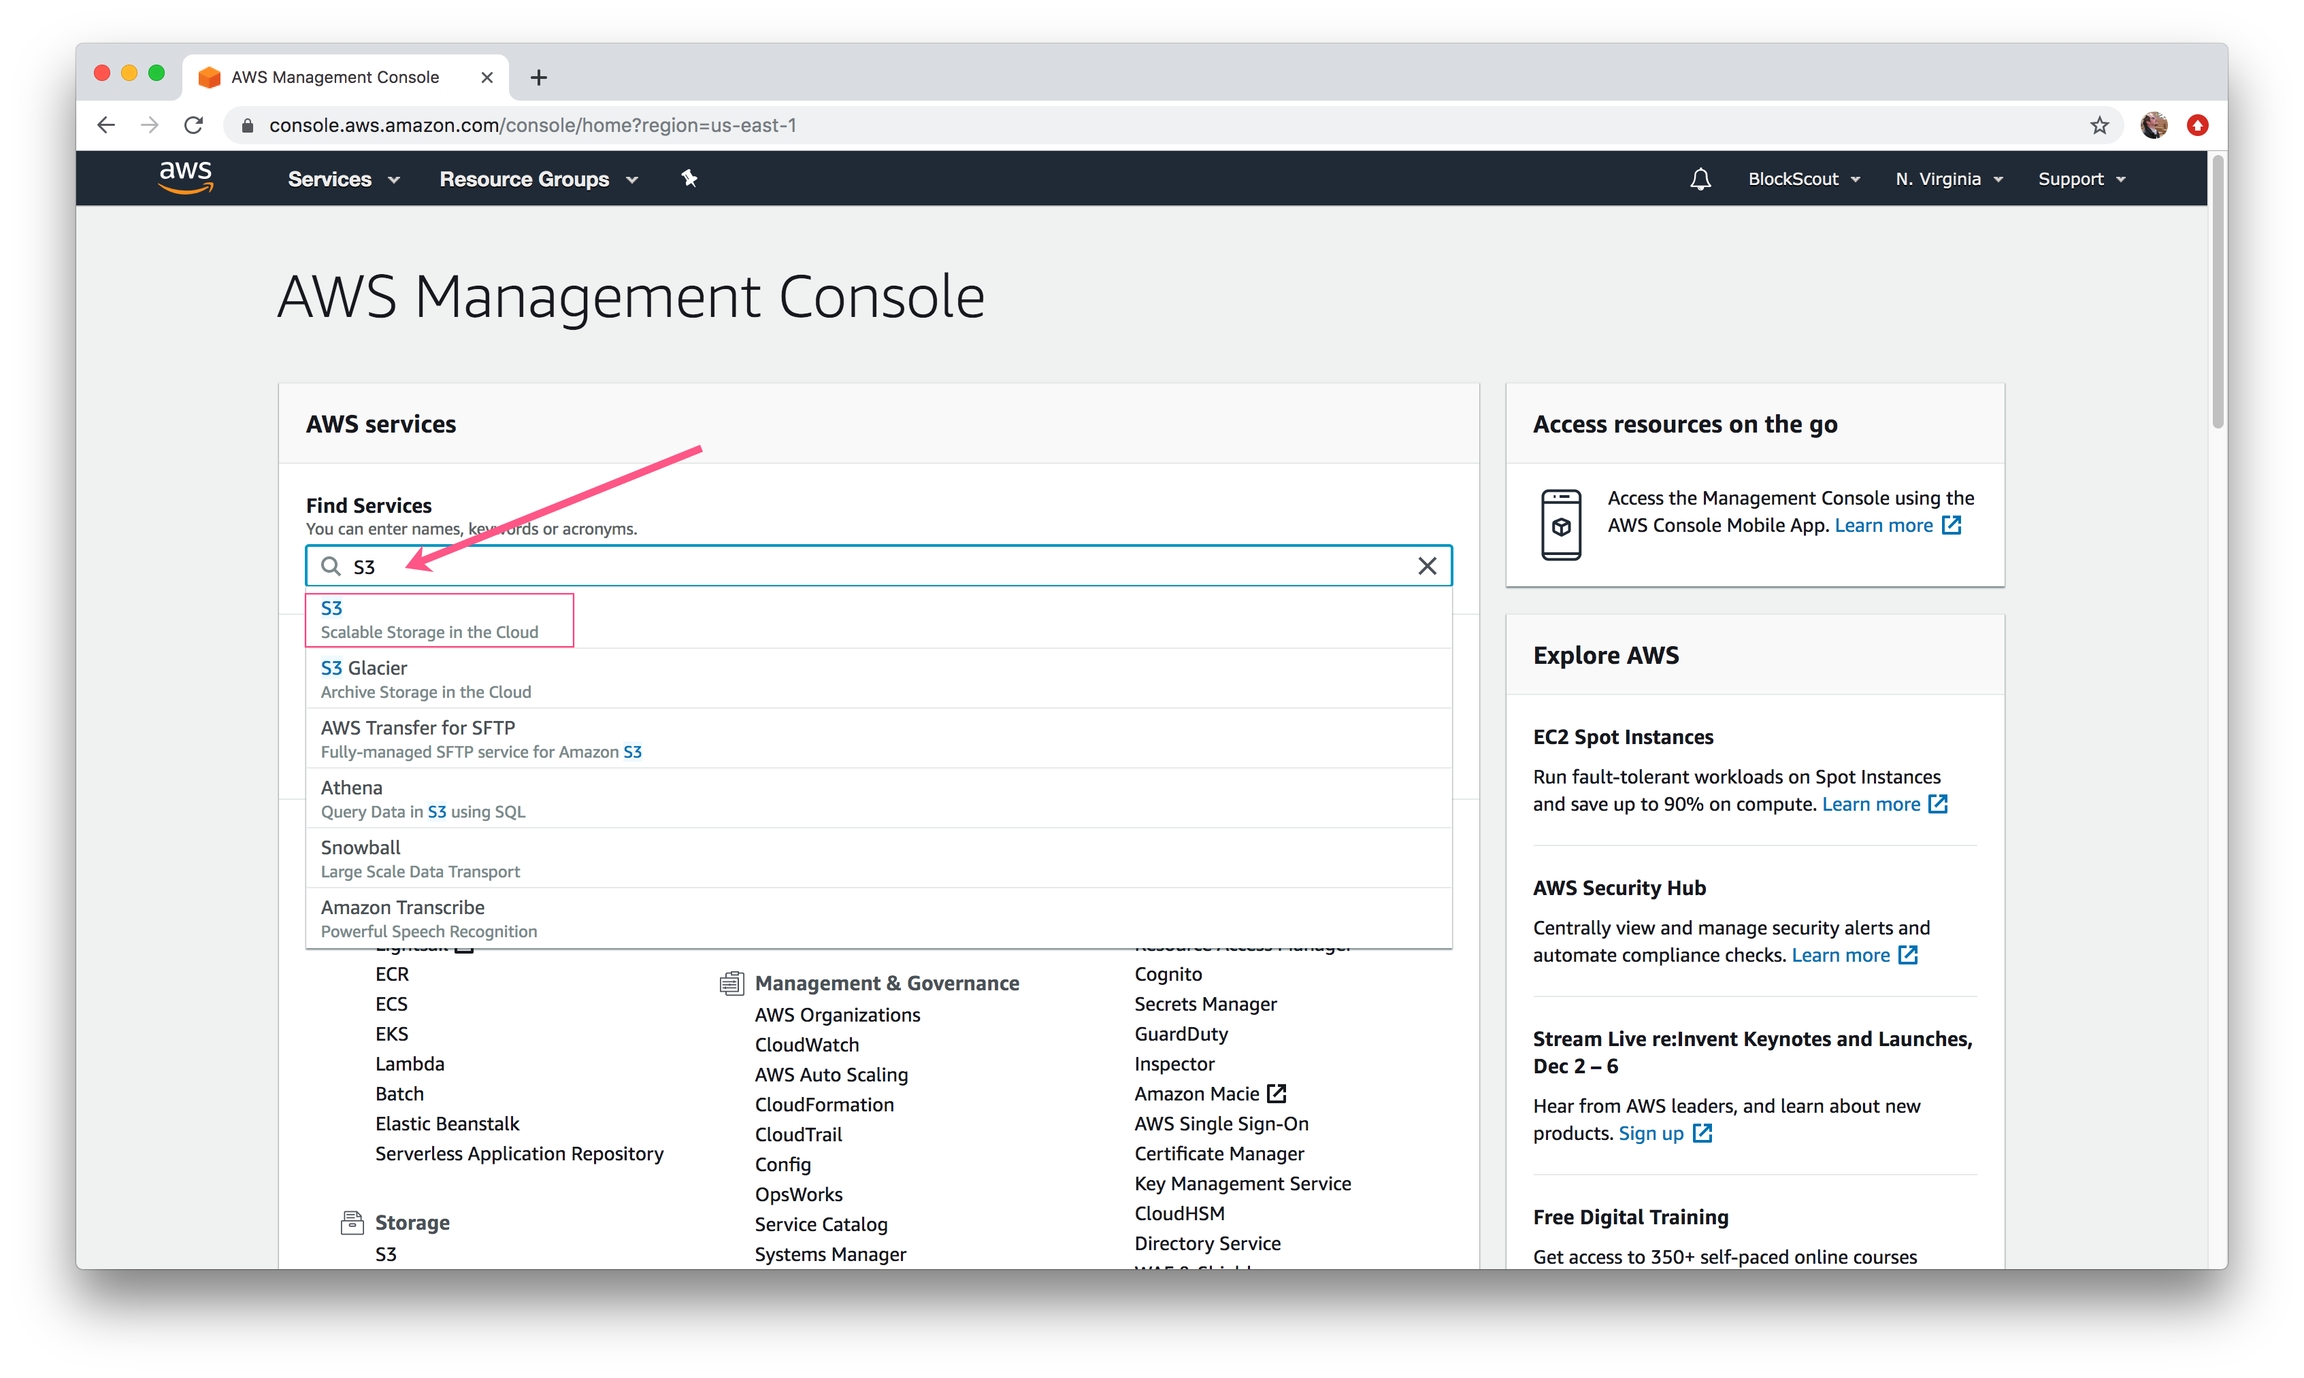 AWS Management Console
console.aws.amazon.com/console/home?region=us-east-1
aws
Services
Resource Groups
BlockScout
N. Virginia
Support
AWS Management Console
AWS services
Find Services
You can enter names, keywords or acronyms.
S3
S3
Scalable Storage in the Cloud
S3 Glacier
Archive Storage in the Cloud
AWS Transfer for SFTP
Fully-managed SFTP service for Amazon S3
Athena
Query Data in S3 using SQL
Snowball
Large Scale Data Transport
Amazon Transcribe
Powerful Speech Recognition
ECR
ECS
EKS
Lambda
Batch
Elastic Beanstalk
Serverless Application Repository
Storage
S3
Management & Governance
AWS Organizations
CloudWatch
AWS Auto Scaling
CloudFormation
CloudTrail
Config
OpsWorks
Service Catalog
Systems Manager
Resource Access Manager
Cognito
Secrets Manager
GuardDuty
Inspector
Amazon Macie
AWS Single Sign-On
Certificate Manager
Key Management Service
CloudHSM
Directory Service
Access resources on the go
Access the Management Console using the
AWS Console Mobile App. Learn more
Explore AWS
EC2 Spot Instances
Run fault-tolerant workloads on Spot Instances
and save up to 90% on compute. Learn more
AWS Security Hub
Centrally view and manage security alerts and
automate compliance checks. Learn more
Stream Live re:Invent Keynotes and Launches,
Dec 2 – 6
Hear from AWS leaders, and learn about new
products. Sign up
Free Digital Training
Get access to 350+ self-paced online courses